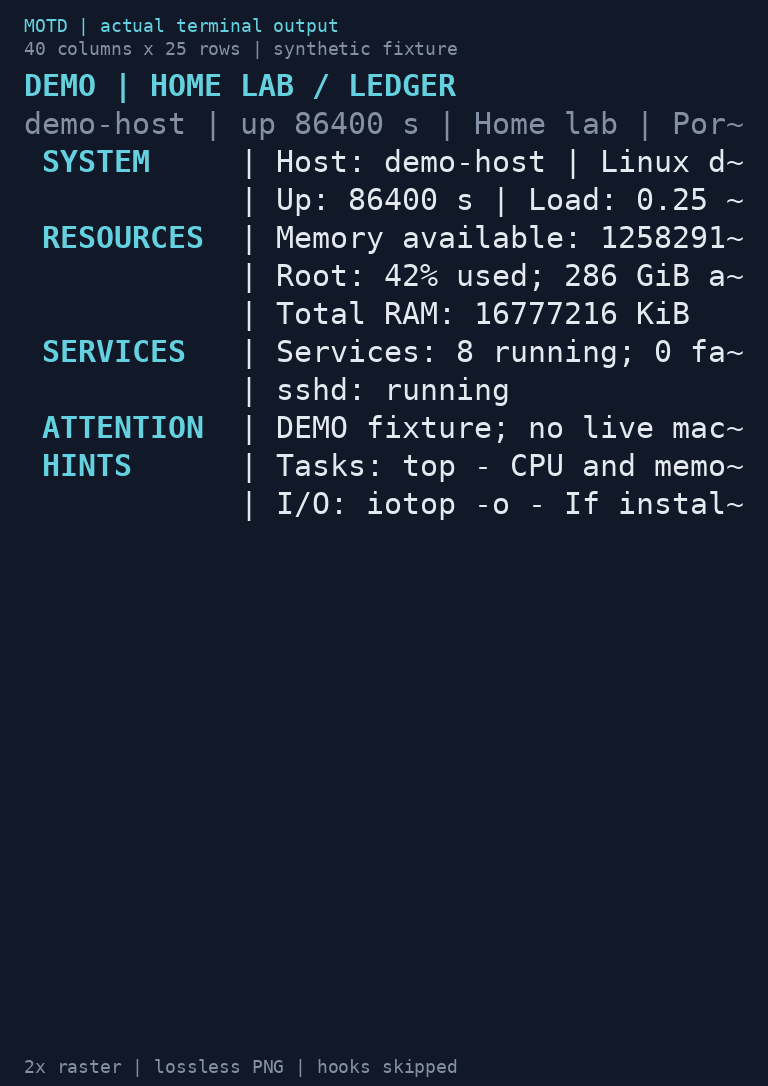 MOTD | actual terminal output
40 columns x 25 rows | synthetic fixture
DEMO | HOME LAB / LEDGER
demo-host | up 86400 s | Home lab | Por~
SYSTEM | Host: demo-host | Linux d~
| Up: 86400 s | Load: 0.25 ~
RESOURCES | Memory available: 1258291~
| Root: 42% used; 286 GiB a~
| Total RAM: 16777216 KiB
SERVICES | Services: 8 running; 0 fa~
| sshd: running
ATTENTION | DEMO fixture; no live mac~
HINTS | Tasks: top - CPU and memo~
| I/O: iotop -o - If instal~
2x raster | lossless PNG | hooks skipped